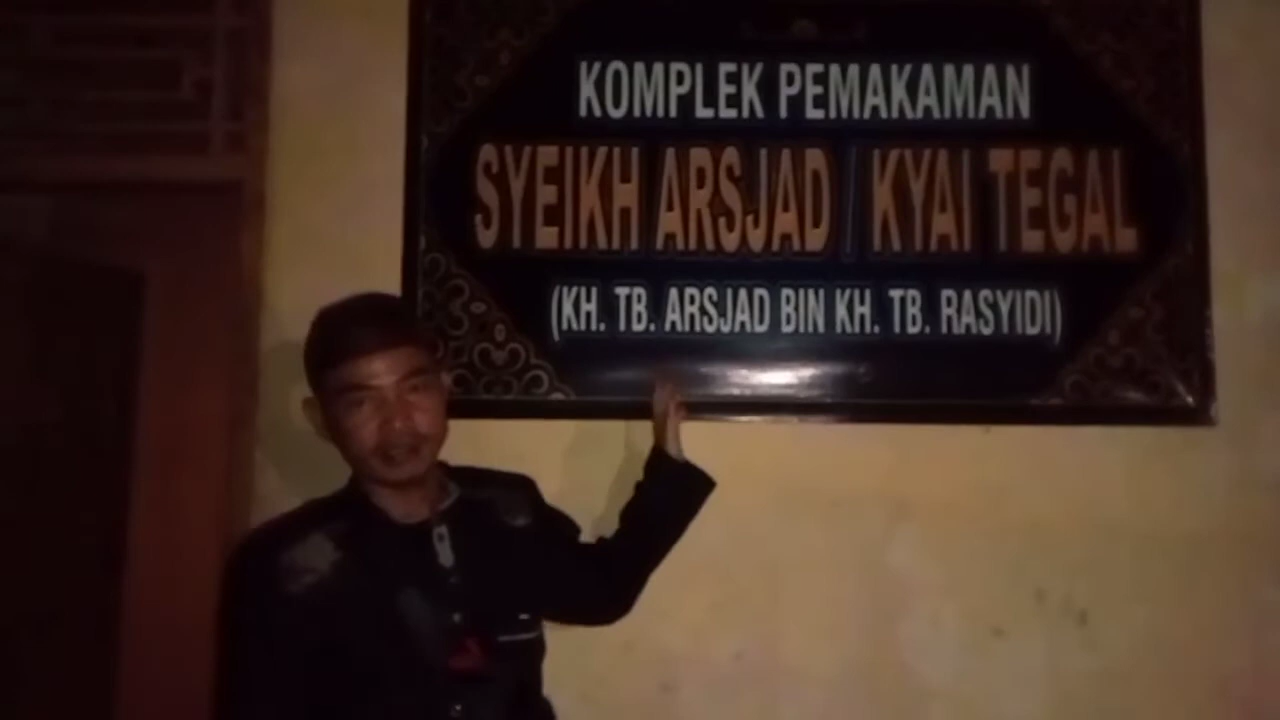 KOMPLEK PEMAKAMAN
SYEIKH ARSJAD / KYAI TEGAL
(KH. TB. ARSJAD BIN KH. TB. RASYIDI)